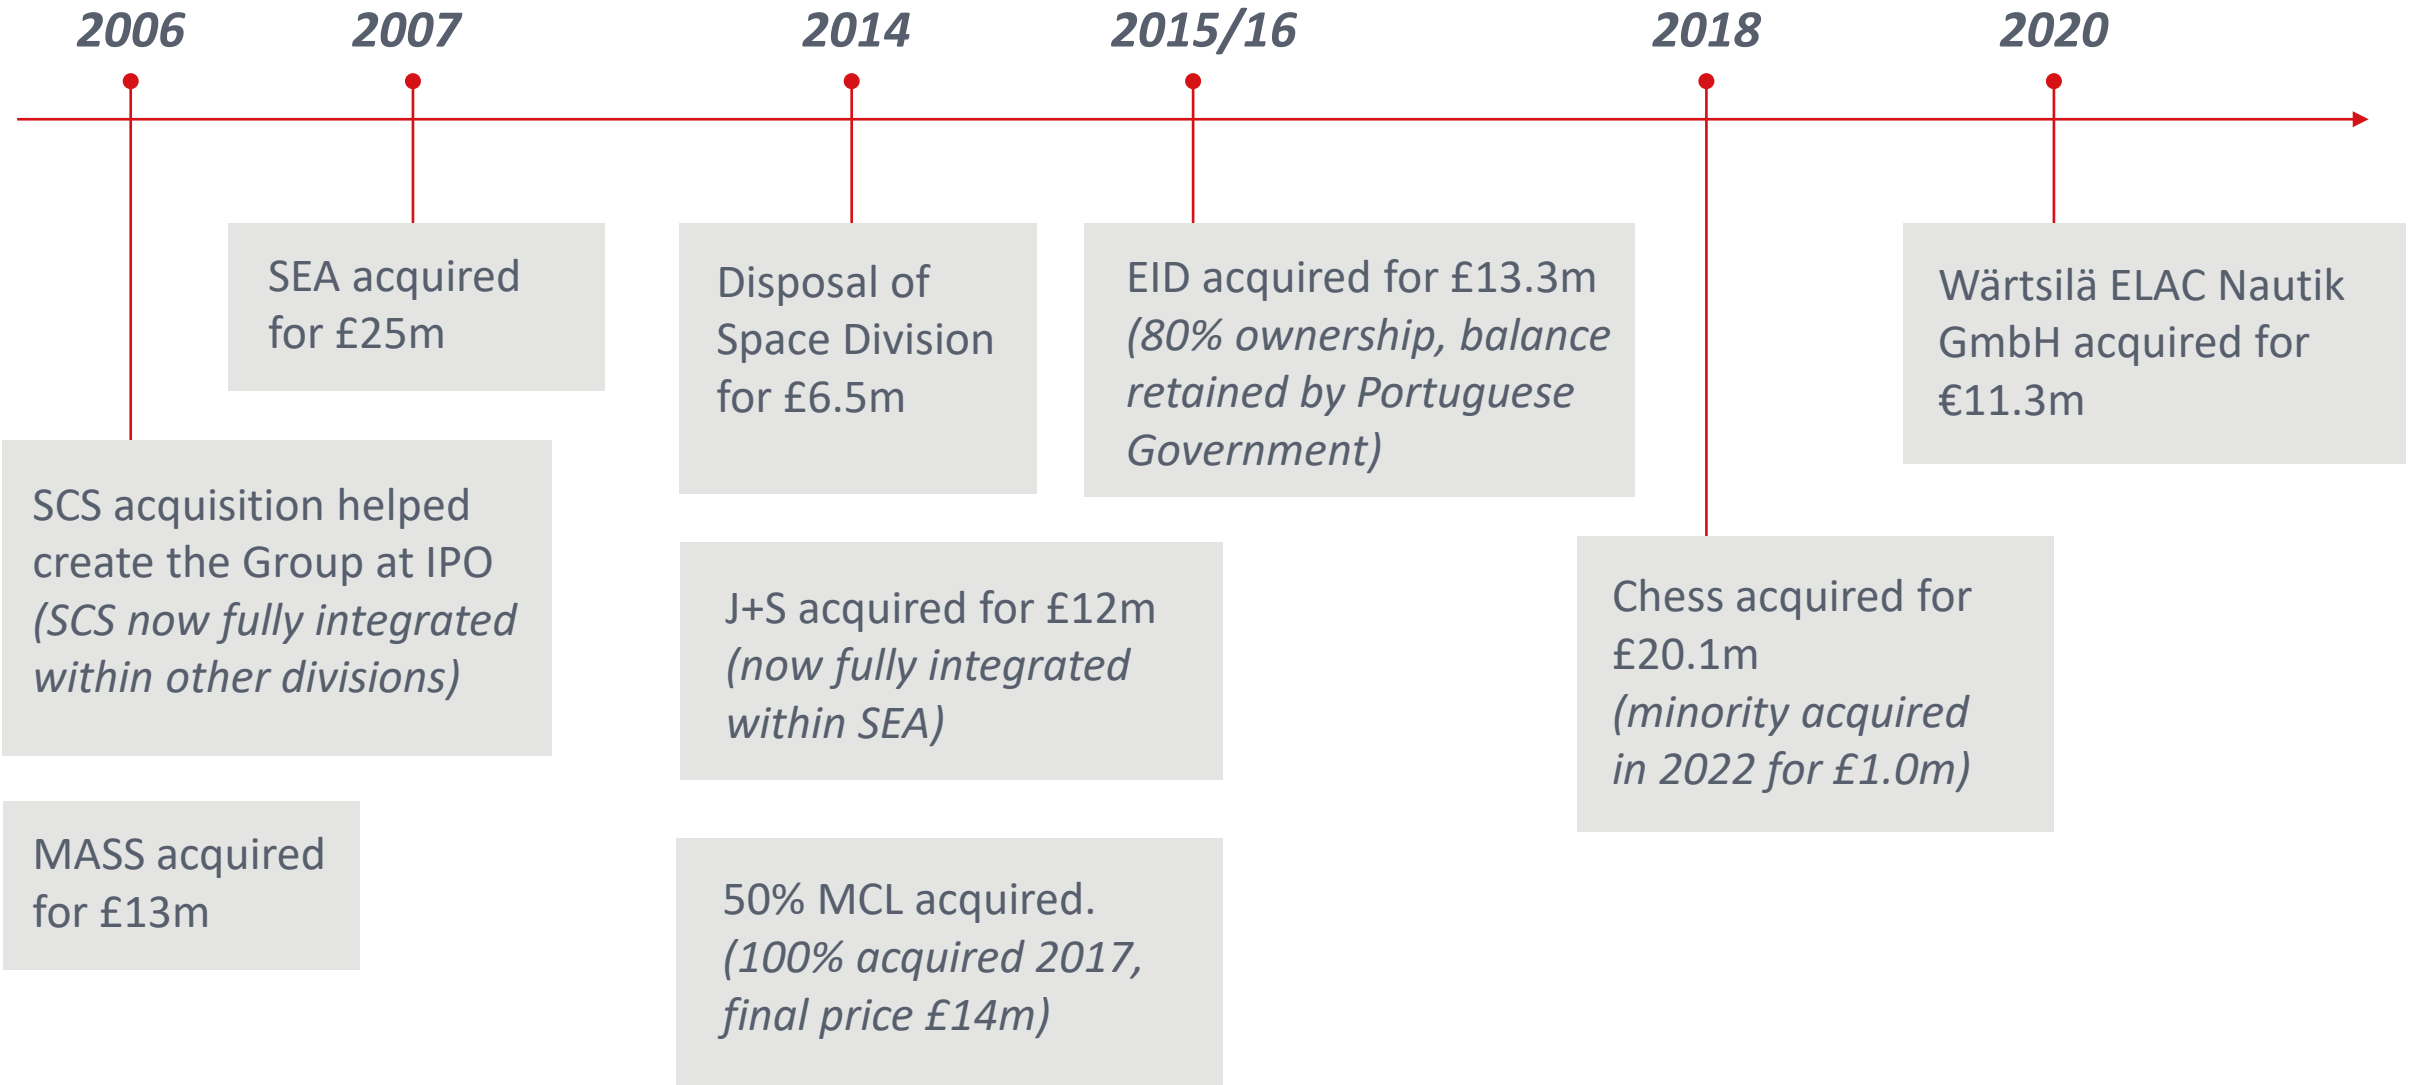 2006
2007
2014
2015/16
2018
2020
SCS acquisition helped
create the Group at IPO
(SCS now fully integrated
within other divisions)
MASS acquired
for £13m
SEA acquired
for £25m
Disposal of
Space Division
for £6.5m
J+S acquired for £12m
(now fully integrated
within SEA)
50% MCL acquired.
(100% acquired 2017,
final price £14m)
EID acquired for £13.3m
(80% ownership, balance
retained by Portuguese
Government)
Chess acquired for
£20.1m
(minority acquired
in 2022 for £1.0m)
Wärtsilä ELAC Nautik
GmbH acquired for
€11.3m